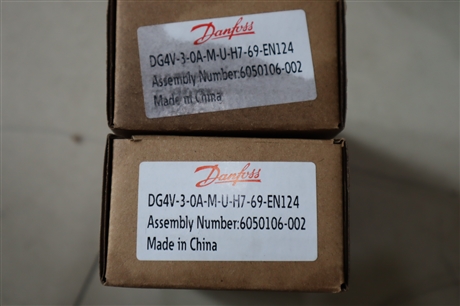 Danfoss
DG4V-3-0A-M-U-H7-69-EN124
Assembly Number:6050106-002
Made in China
Danfoss
DG4V-3-0A-M-U-H7-69-EN124
Assembly Number:6050106-002
Made in China